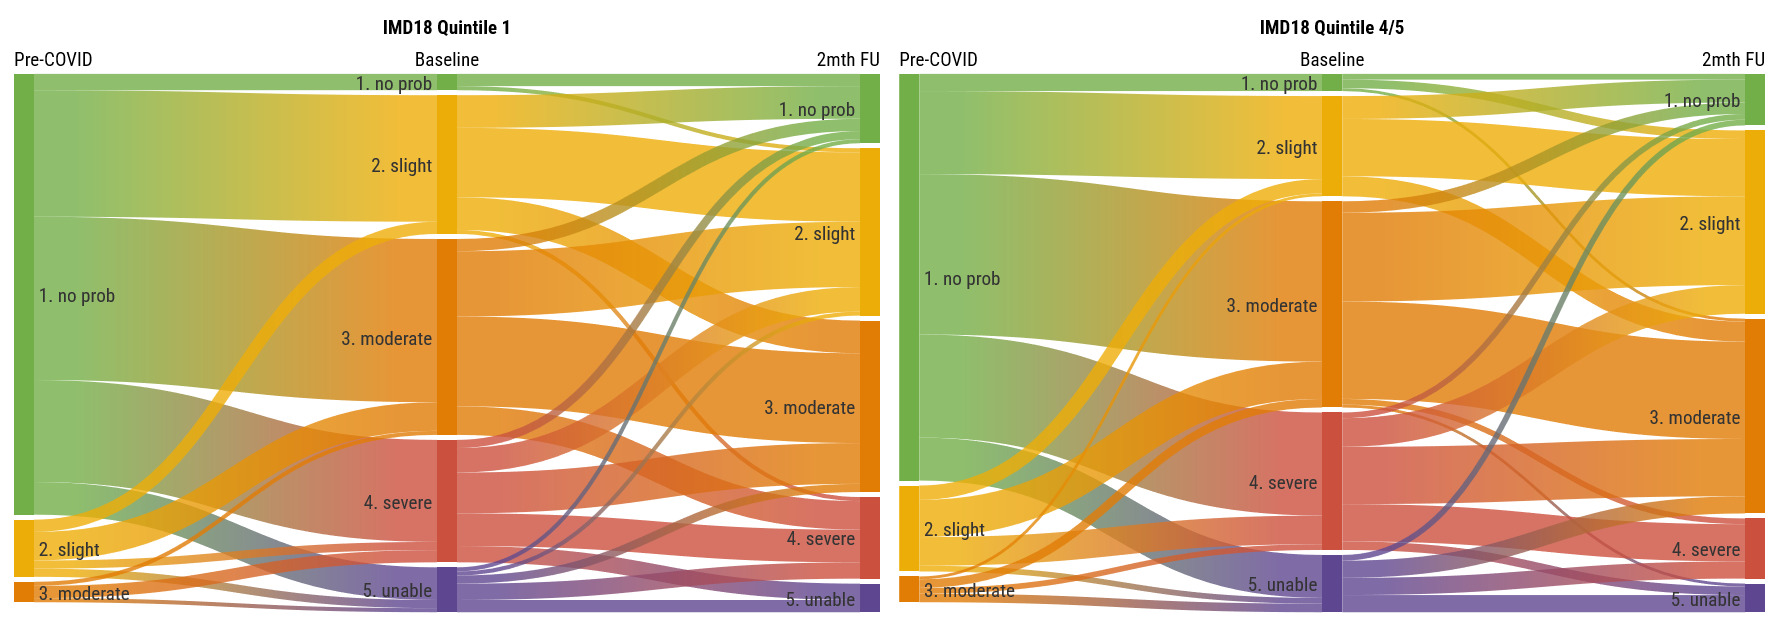 IMD18 Quintile 1
Pre-COVID Baseline 2mth FU
1. no prob
2. slight
3. moderate
1. no prob
2. slight
3. moderate
4. severe
5. unable
1. no prob
2. slight
3. moderate
4. severe
5. unable
IMD18 Quintile 4/5
Pre-COVID Baseline 2mth FU
1. no prob
2. slight
3. moderate
1. no prob
2. slight
3. moderate
4. severe
5. unable
1. no prob
2. slight
3. moderate
4. severe
5. unable